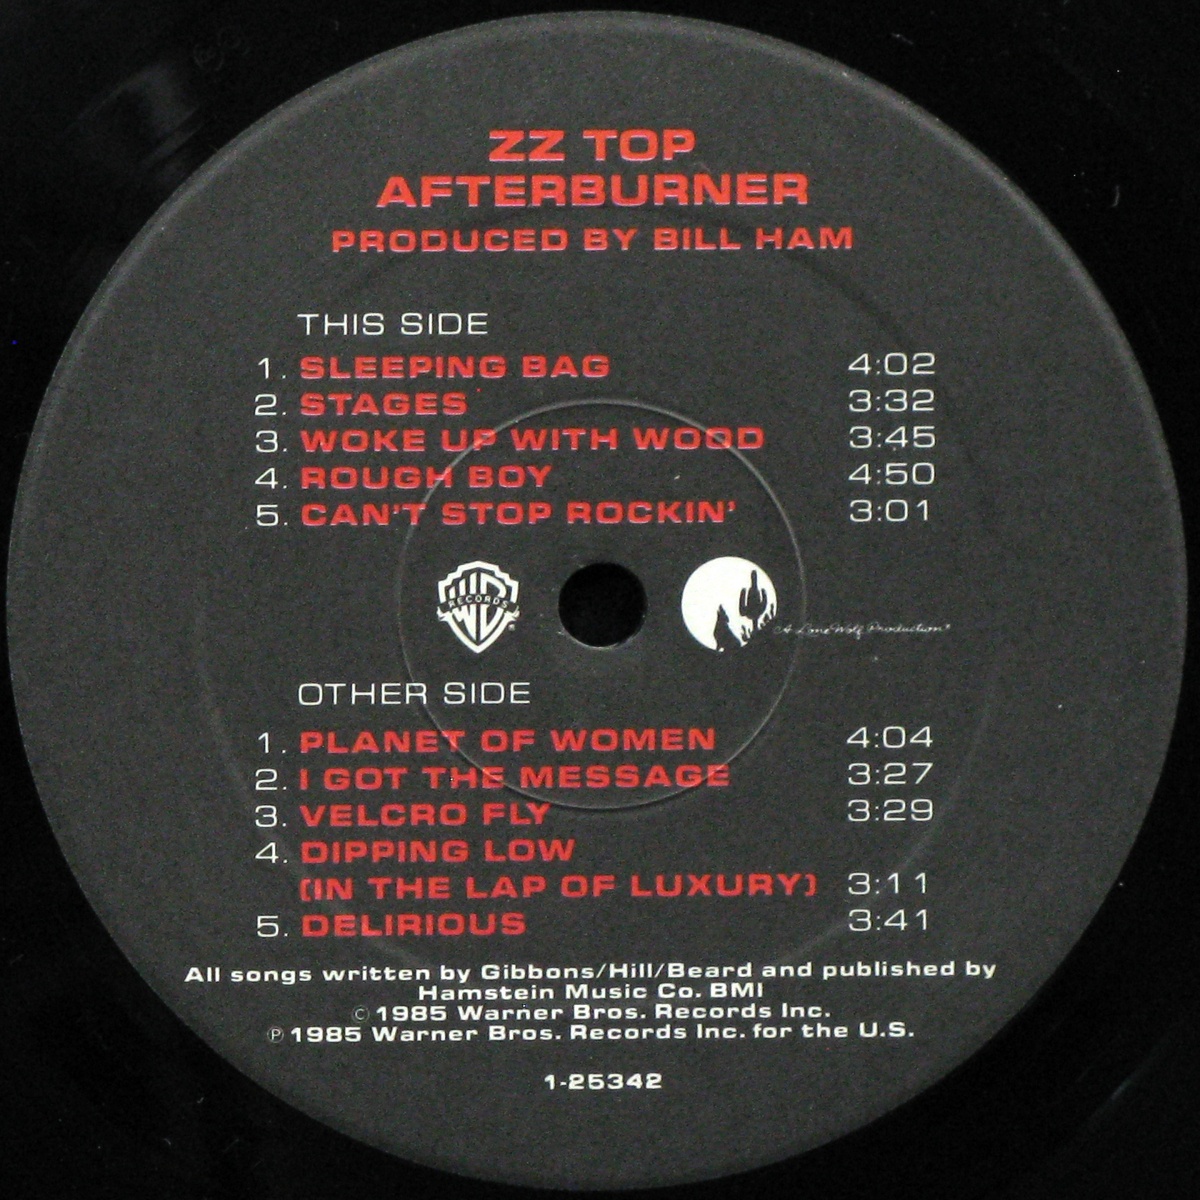 ZZ TOP
AFTERBURNER
PRODUCED BY BILL HAM
THIS SIDE
1. SLEEPING BAG 4:02
2. STAGES 3:32
3. WOKE UP WITH WOOD 3:45
4. ROUGH BOY 4:50
5. CAN'T STOP ROCKIN' 3:01
WB RECORDS ®
A Lone Wolf Production
OTHER SIDE
1. PLANET OF WOMEN 4:04
2. I GOT THE MESSAGE 3:27
3. VELCRO FLY 3:29
4. DIPPING LOW
(IN THE LAP OF LUXURY) 3:11
5. DELIRIOUS 3:41
All songs written by Gibbons/Hill/Beard and published by
Hamstein Music Co. BMI
© 1985 Warner Bros. Records Inc.
℗ 1985 Warner Bros. Records Inc. for the U.S.
1-25342